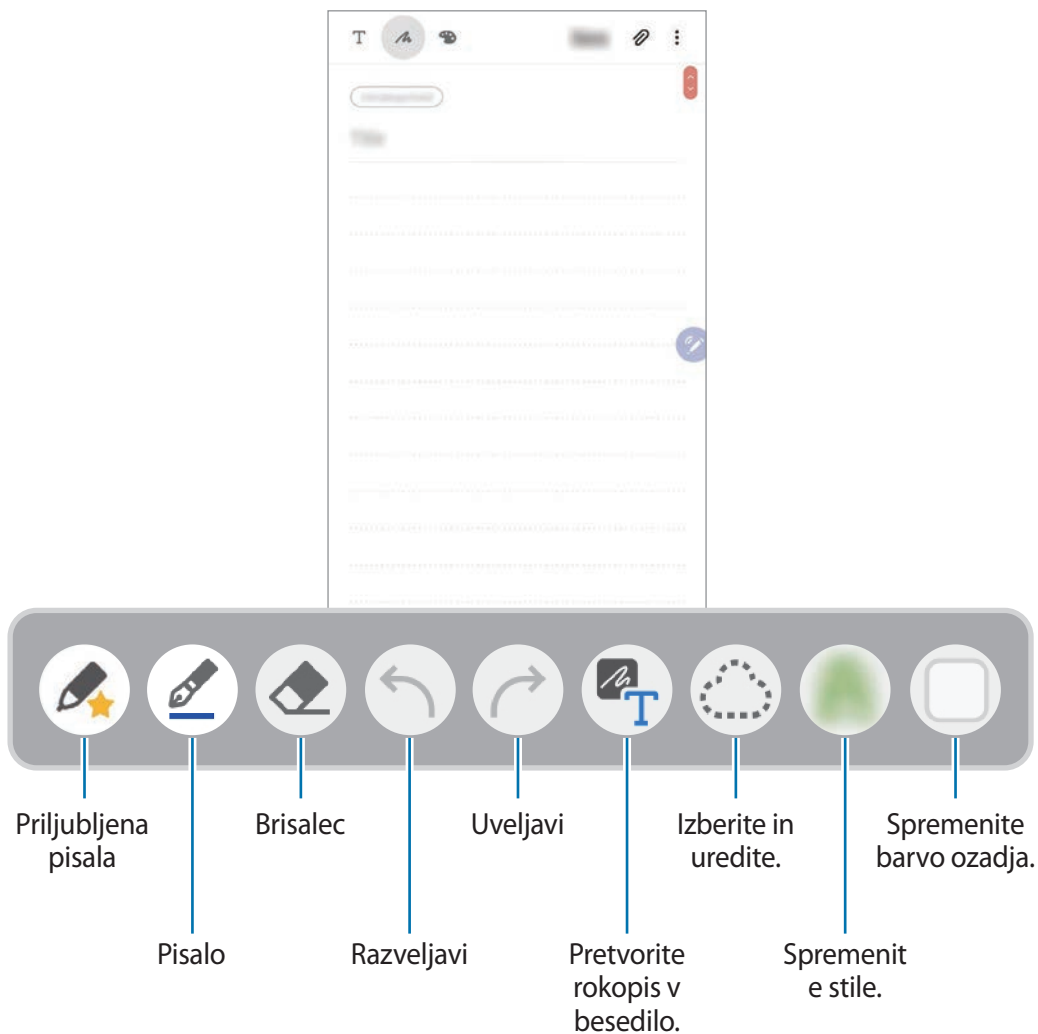 T
T
Priljubljena
pisala
Brisalec
Uveljavi
Izberite in
uredite.
Spremenite
barvo ozadja.
Pisalo
Razveljavi
Pretvorite
rokopis v
besedilo.
Spremenit
e stile.